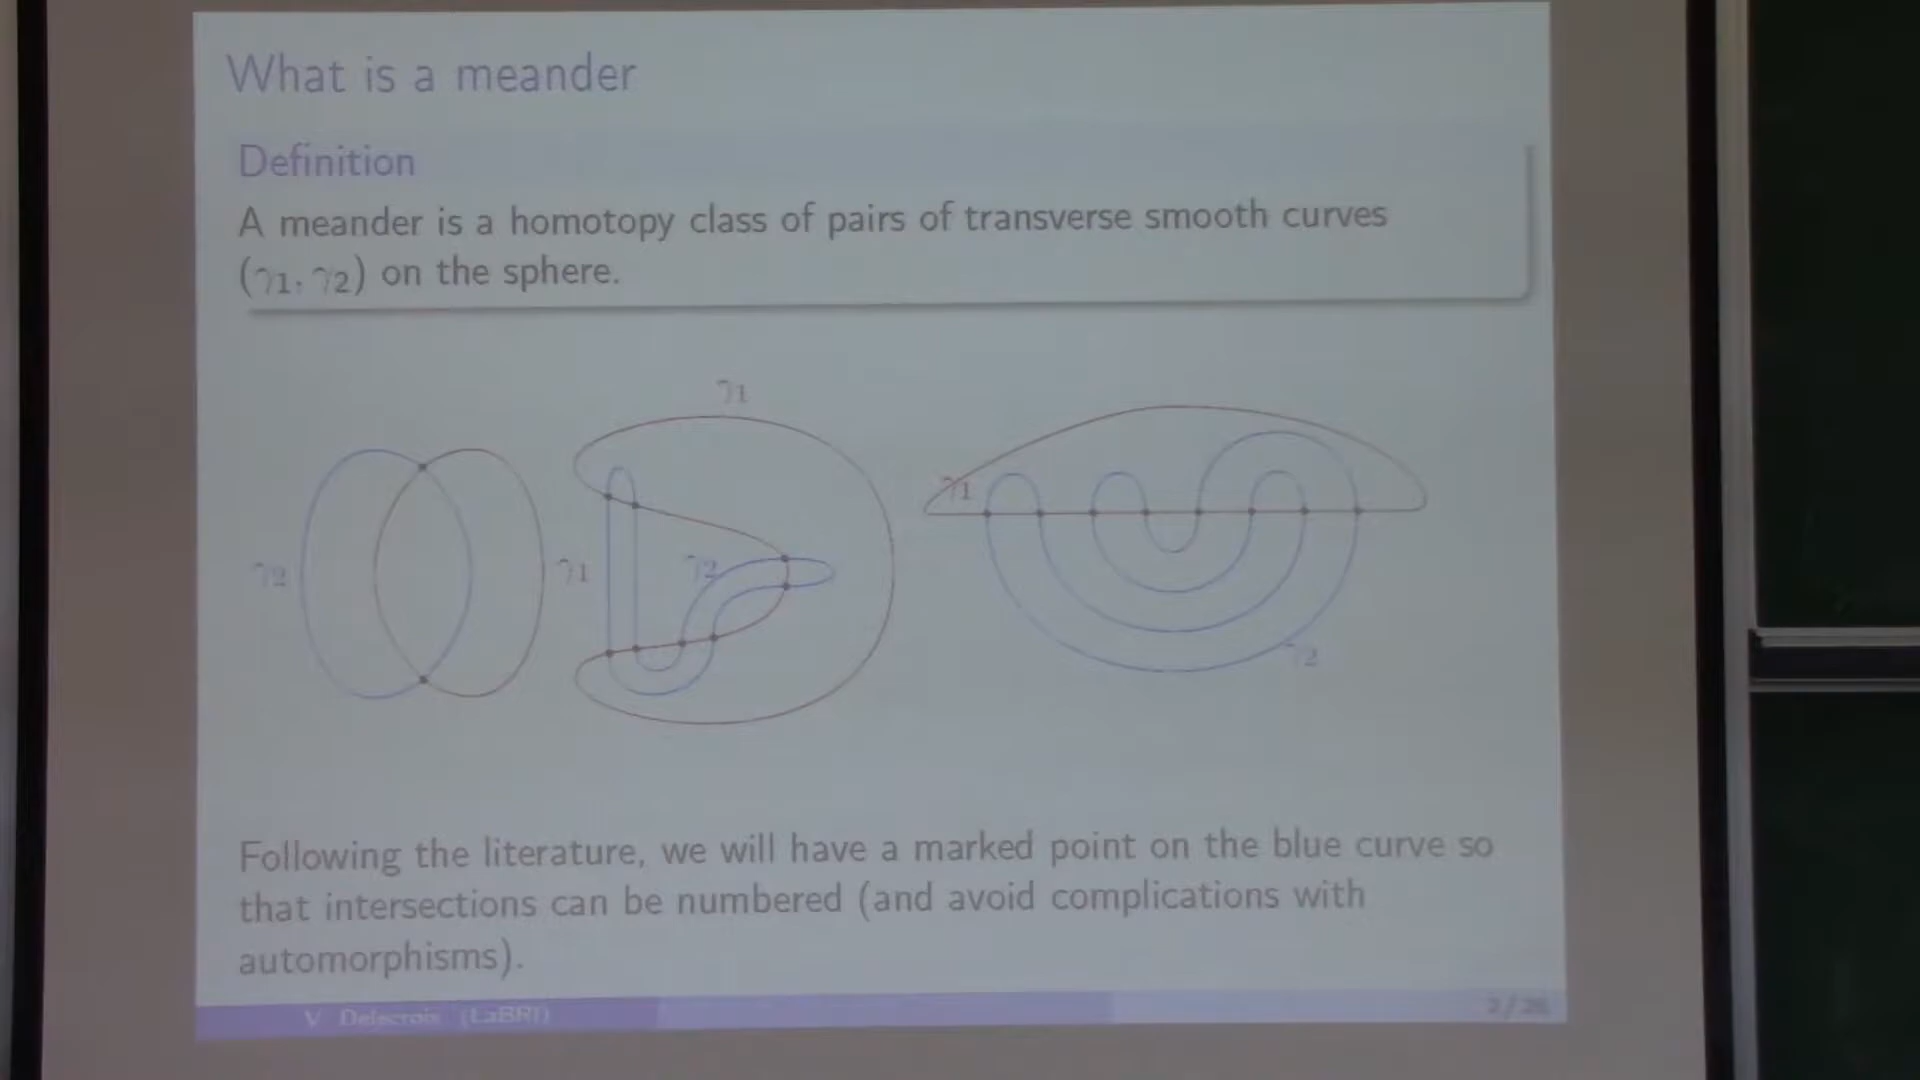 What is a meander
Definition
A meander is a homotopy class of pairs of transverse smooth curves
(γ1, γ2) on the sphere.
γ1
γ1
γ2
γ1
γ2
γ2
Following the literature, we will have a marked point on the blue curve so
that intersections can be numbered (and avoid complications with
automorphisms).
V. Delecroix (LaBRI)